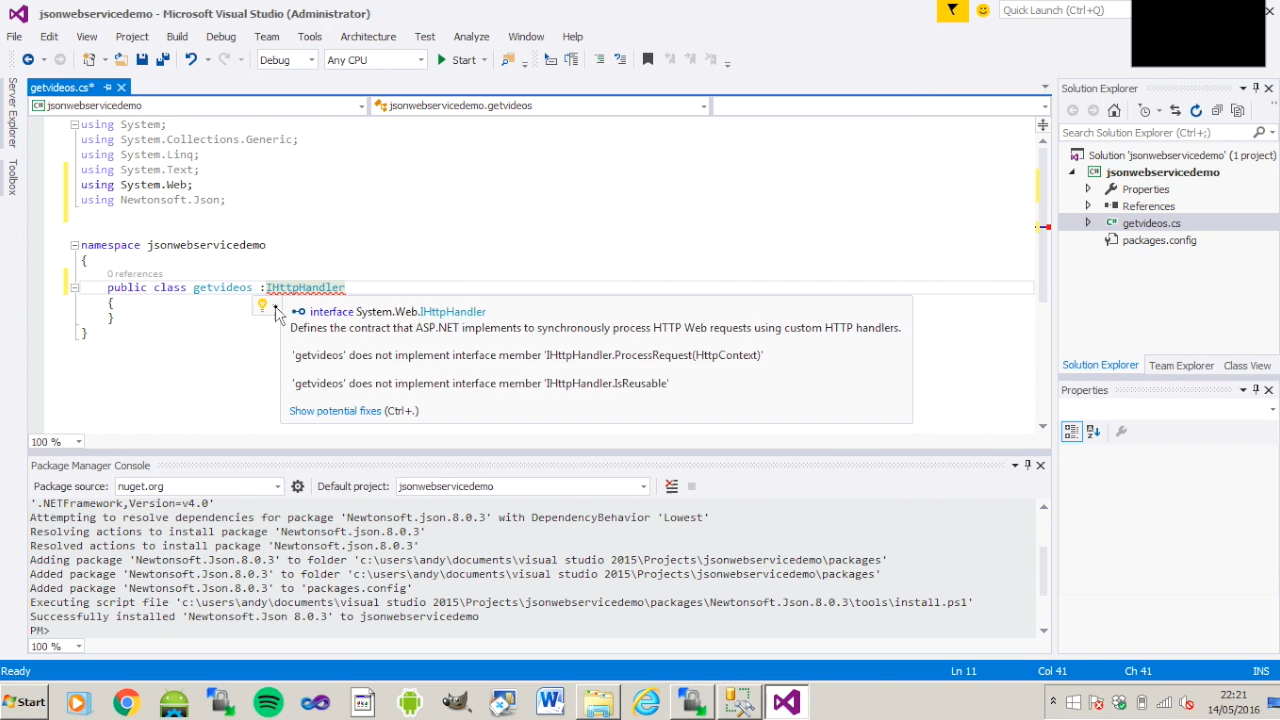 jsonwebservicedemo - Microsoft Visual Studio (Administrator)
Quick Launch (Ctrl+Q)
File Edit View Project Build Debug Team Tools Architecture Test Analyze Window Help
Debug Any CPU Start
Server Explorer
Toolbox
getvideos.cs*
jsonwebservicedemo jsonwebservicedemo.getvideos
using System;
using System.Collections.Generic;
using System.Linq;
using System.Text;
using System.Web;
using Newtonsoft.Json;
namespace jsonwebservicedemo
{
0 references
public class getvideos :IHttpHandler
{
}
}
interface System.Web.IHttpHandler
Defines the contract that ASP.NET implements to synchronously process HTTP Web requests using custom HTTP handlers.
'getvideos' does not implement interface member 'IHttpHandler.ProcessRequest(HttpContext)'
'getvideos' does not implement interface member 'IHttpHandler.IsReusable'
Show potential fixes (Ctrl+.)
100 %
Solution Explorer
Search Solution Explorer (Ctrl+;)
Solution 'jsonwebservicedemo' (1 project)
jsonwebservicedemo
Properties
References
getvideos.cs
packages.config
Solution Explorer Team Explorer Class View
Properties
Package Manager Console
Package source: nuget.org Default project: jsonwebservicedemo
'.NETFramework,Version=v4.0'
Attempting to resolve dependencies for package 'Newtonsoft.json.8.0.3' with DependencyBehavior 'Lowest'
Resolving actions to install package 'Newtonsoft.json.8.0.3'
Resolved actions to install package 'Newtonsoft.json.8.0.3'
Adding package 'Newtonsoft.Json.8.0.3' to folder 'c:\users\andy\documents\visual studio 2015\Projects\jsonwebservicedemo\packages'
Added package 'Newtonsoft.Json.8.0.3' to folder 'c:\users\andy\documents\visual studio 2015\Projects\jsonwebservicedemo\packages'
Added package 'Newtonsoft.Json.8.0.3' to 'packages.config'
Executing script file 'c:\users\andy\documents\visual studio 2015\Projects\jsonwebservicedemo\packages\Newtonsoft.Json.8.0.3\tools\install.ps1'
Successfully installed 'Newtonsoft.Json 8.0.3' to jsonwebservicedemo
PM>
100 %
Ready Ln 11 Col 41 Ch 41 INS
Start
22:21
14/05/2016